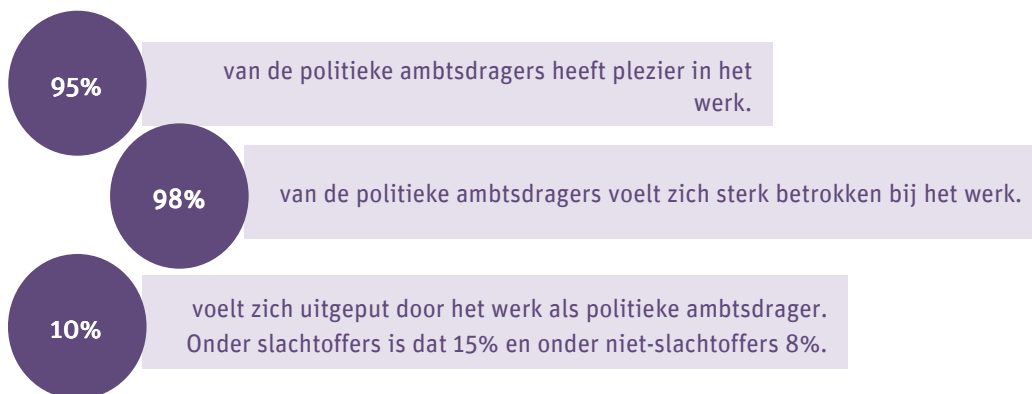 95%
van de politieke ambtsdragers heeft plezier in het
werk.
98%
van de politieke ambtsdragers voelt zich sterk betrokken bij het werk.
10%
voelt zich uitgeput door het werk als politieke ambtsdrager.
Onder slachtoffers is dat 15% en onder niet-slachtoffers 8%.